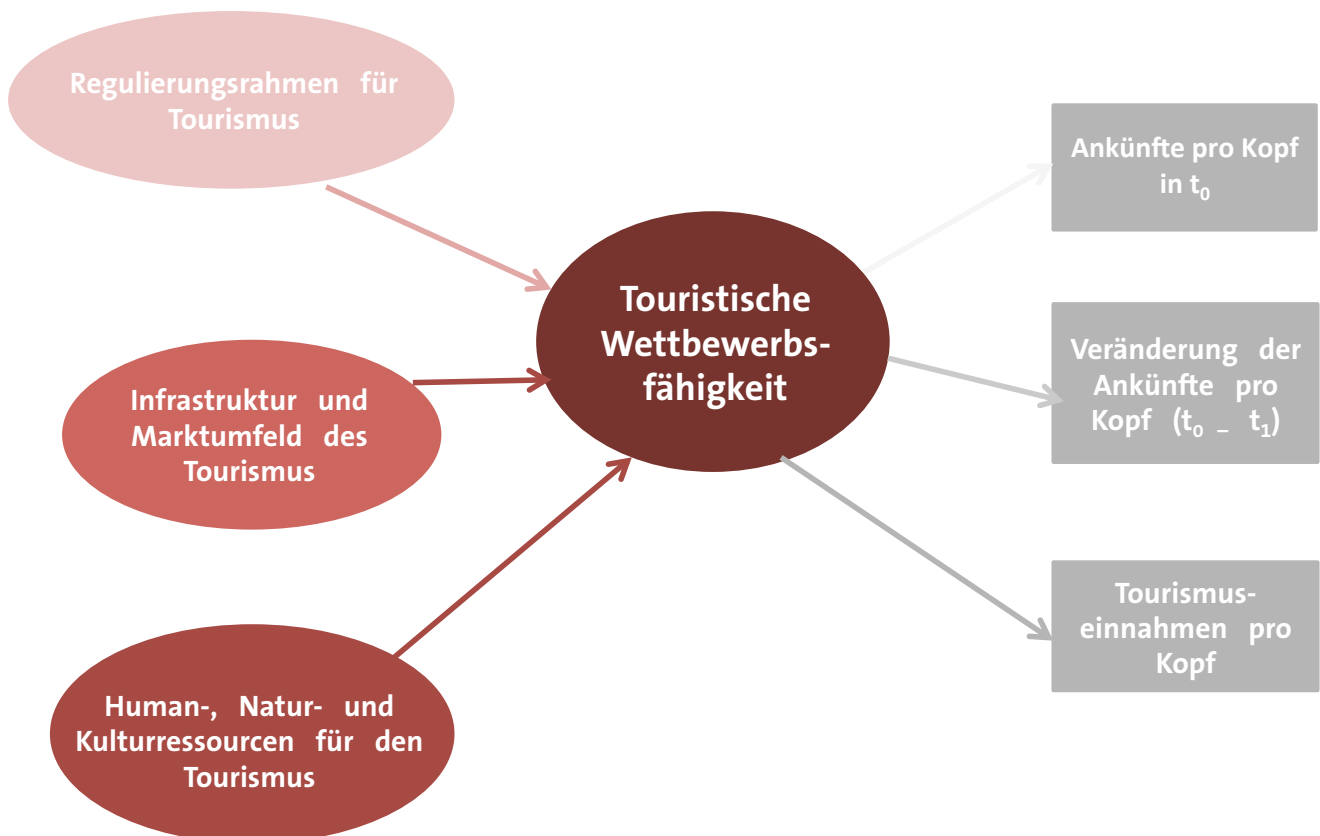 Regulierungsrahmen für
Tourismus
Infrastruktur und
Marktumfeld des
Tourismus
Human-, Natur- und
Kulturressourcen für den
Tourismus
Touristische
Wettbewerbs-
fähigkeit
Ankünfte pro Kopf
in t₀
Veränderung der
Ankünfte pro
Kopf (t₀ – t₁)
Tourismus-
einnahmen pro
Kopf